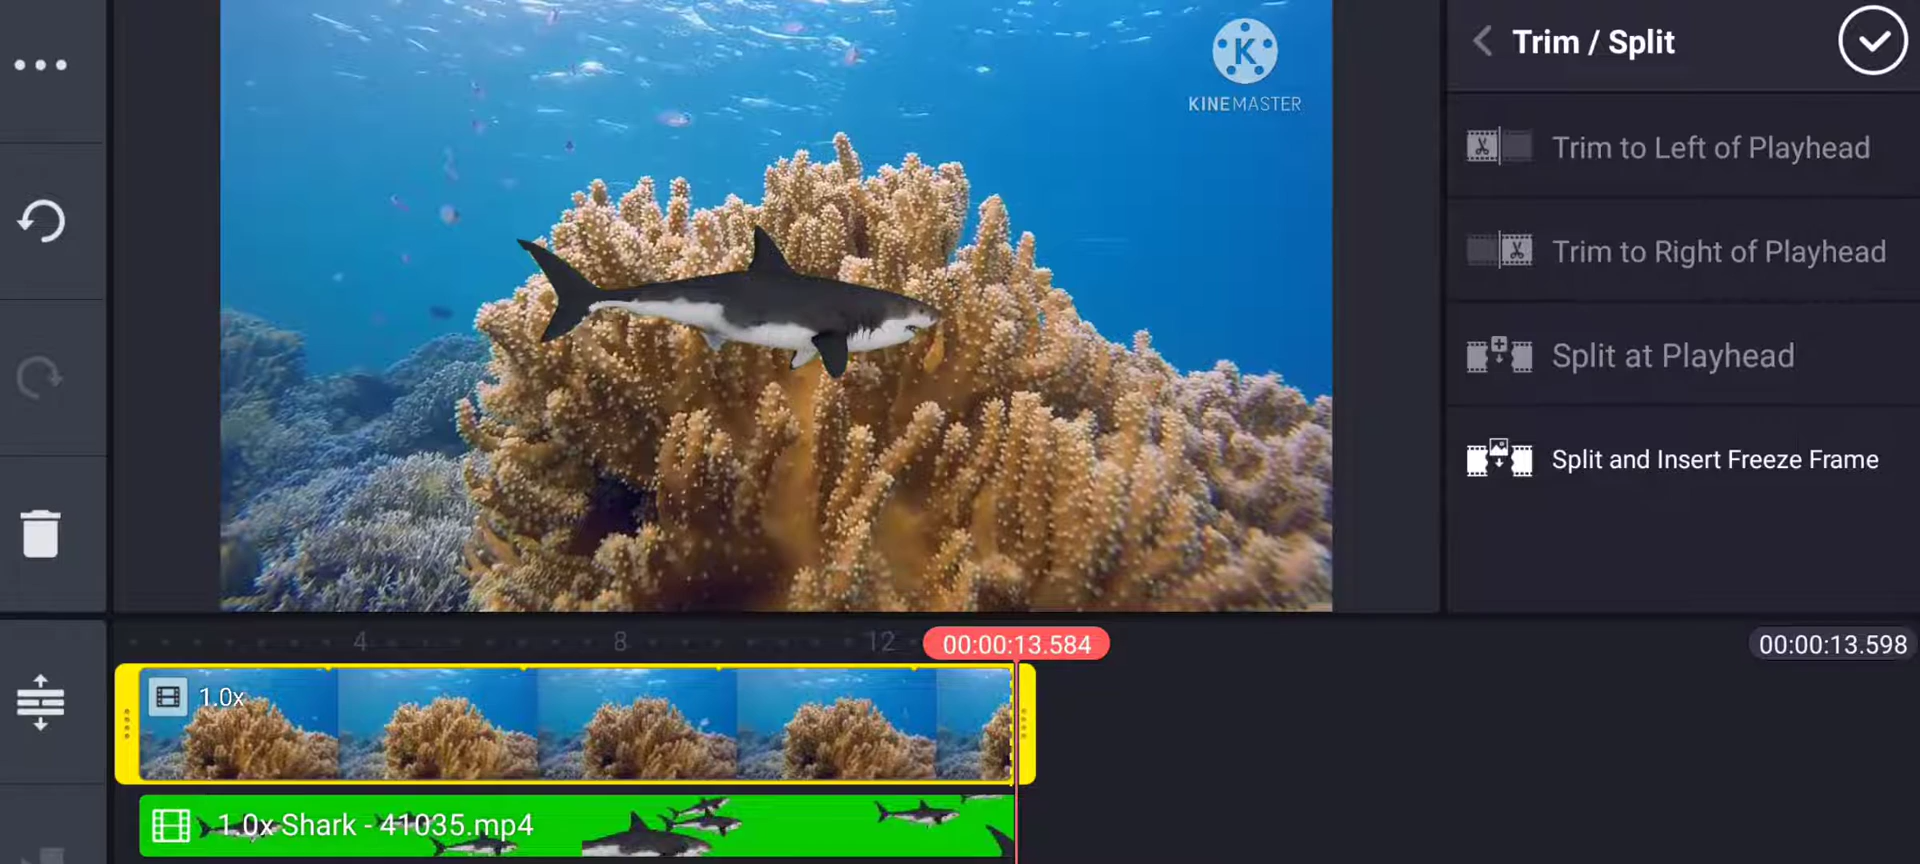 K
KINEMASTER
Trim / Split
Trim to Left of Playhead
Trim to Right of Playhead
Split at Playhead
Split and Insert Freeze Frame
4
8
12
00:00:13.584
00:00:13.598
1.0x
1.0x Shark - 41035.mp4